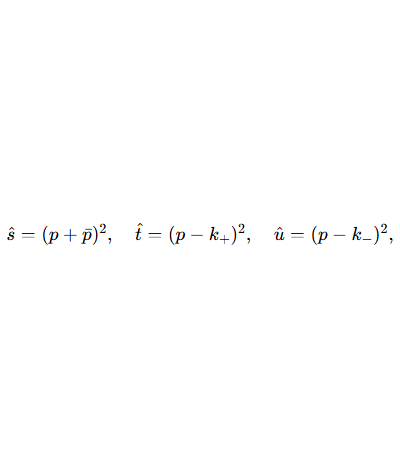 ŝ = (p + p̄)², t̂ = (p − k₊)², û = (p − k₋)²,